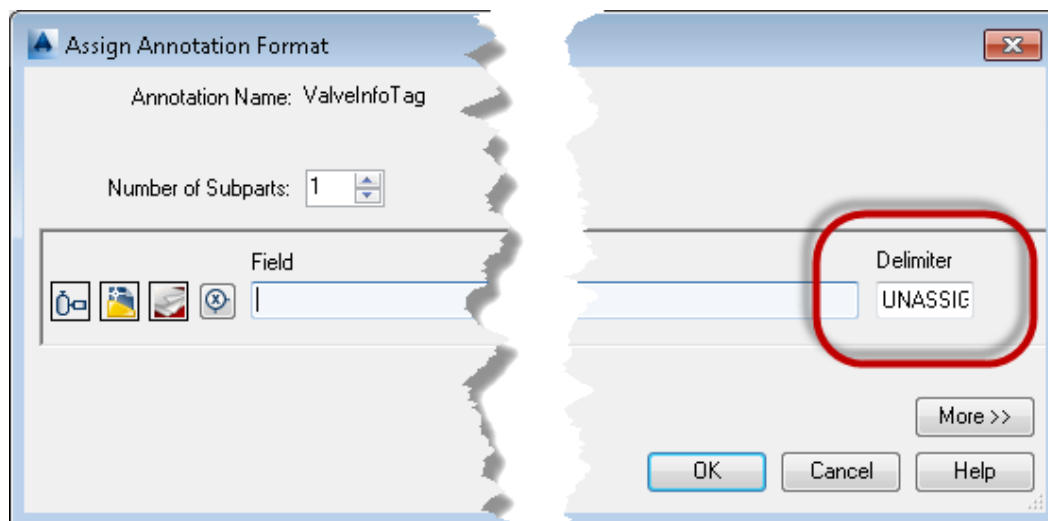 Assign Annotation Format
Annotation Name: ValveInfoTag
Number of Subparts: 1
Field
Delimiter
UNASSIG
More >>
OK Cancel Help